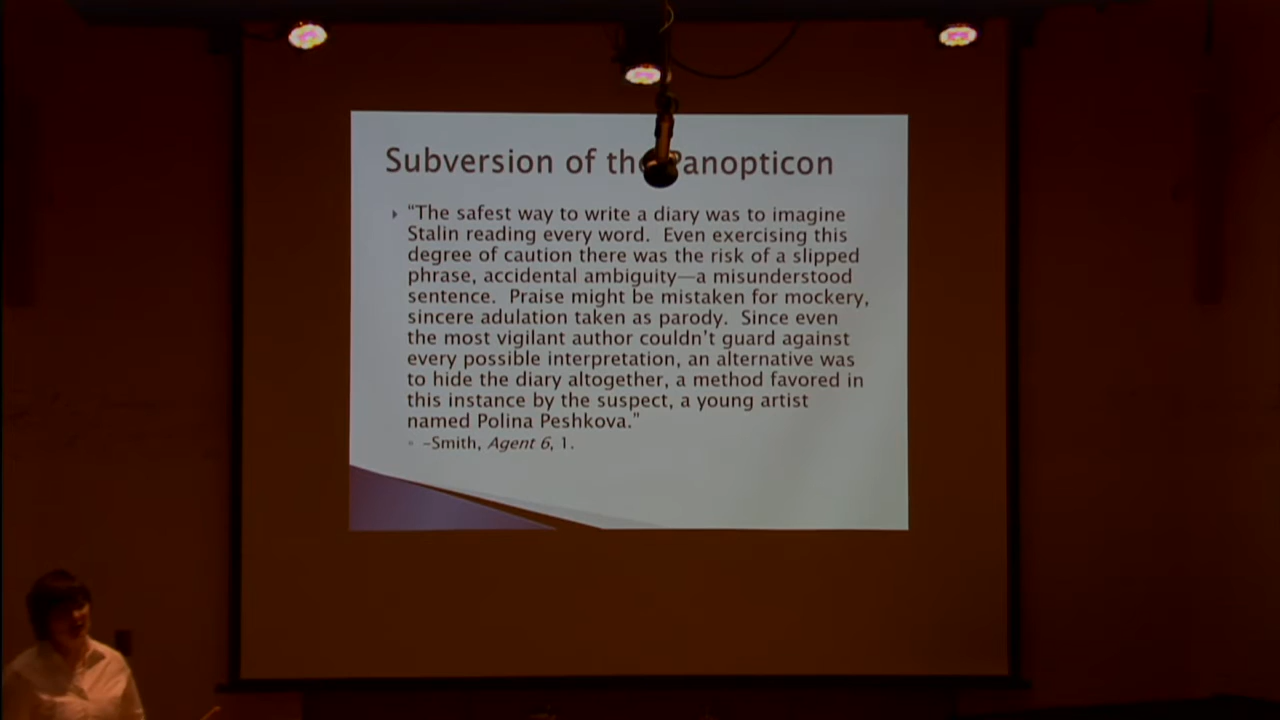 Subversion of the Panopticon
“The safest way to write a diary was to imagine
Stalin reading every word.  Even exercising this
degree of caution there was the risk of a slipped
phrase, accidental ambiguity—a misunderstood
sentence.  Praise might be mistaken for mockery,
sincere adulation taken as parody.  Since even
the most vigilant author couldn’t guard against
every possible interpretation, an alternative was
to hide the diary altogether, a method favored in
this instance by the suspect, a young artist
named Polina Peshkova.”
–Smith, Agent 6, 1.